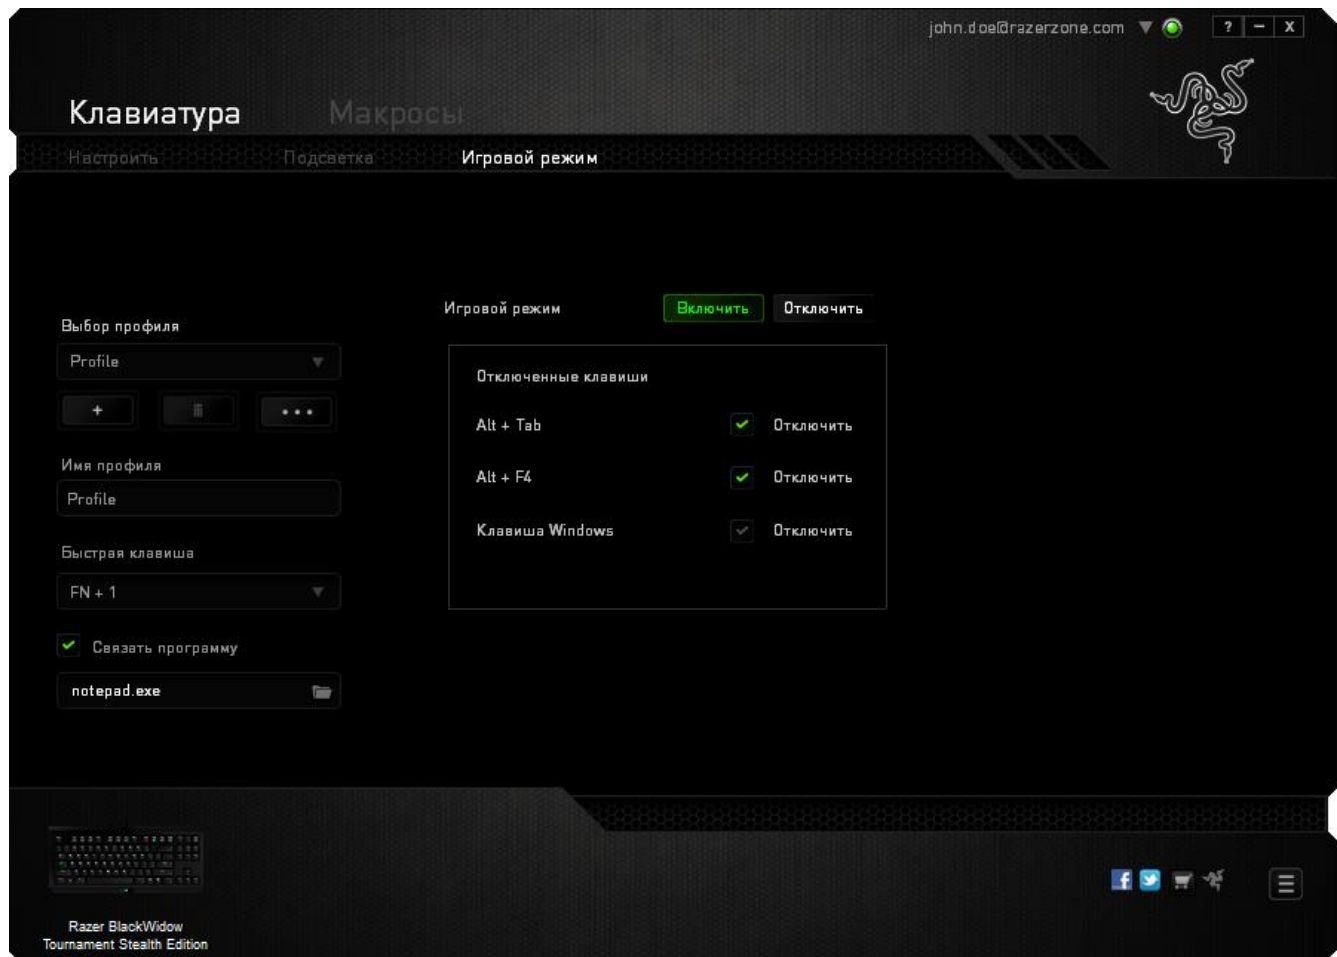 john.doe@razerzone.com
? – X
Клавиатура Макросы
Настроить Подсветка Игровой режим
Игровой режим Включить Отключить
Выбор профиля
Profile
+ •••
Имя профиля
Profile
Быстрая клавиша
FN + 1
Связать программу
notepad.exe
Отключенные клавиши
Alt + Tab Отключить
Alt + F4 Отключить
Клавиша Windows Отключить
Razer BlackWidow
Tournament Stealth Edition